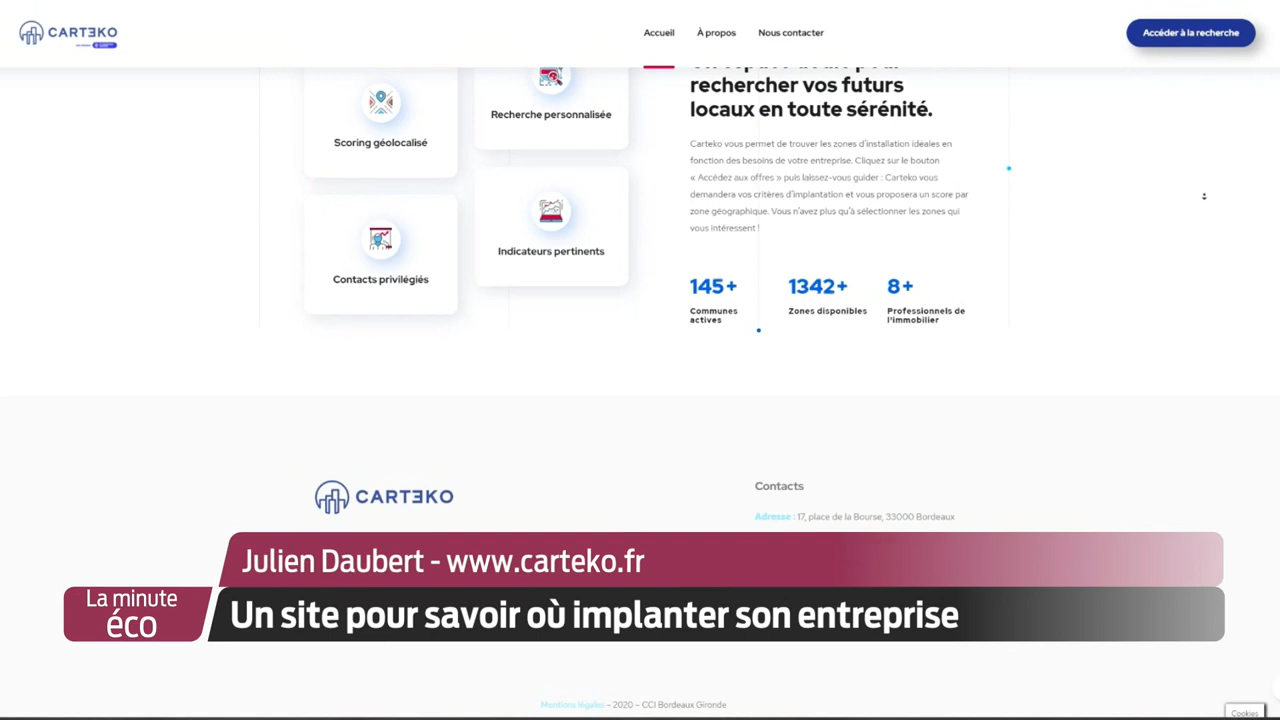 CARTEKO
Accueil
À propos
Nous contacter
Accéder à la recherche
rechercher vos futurs
locaux en toute sérénité.
Scoring géolocalisé
Recherche personnalisée
Contacts privilégiés
Indicateurs pertinents
Carteko vous permet de trouver les zones d'installation idéales en
fonction des besoins de votre entreprise. Cliquez sur le bouton
« Accédez aux offres » puis laissez-vous guider : Carteko vous
demandera vos critères d'implantation et vous proposera un score par
zone géographique. Vous n'avez plus qu'à sélectionner les zones qui
vous intéressent !
145+
Communes
actives
1342+
Zones disponibles
8+
Professionnels de
l'immobilier
CARTEKO
Contacts
Adresse : 17, place de la Bourse, 33000 Bordeaux
Julien Daubert - www.carteko.fr
La minute
éco
Un site pour savoir où implanter son entreprise
Mentions légales - 2020 - CCI Bordeaux Gironde
Cookies